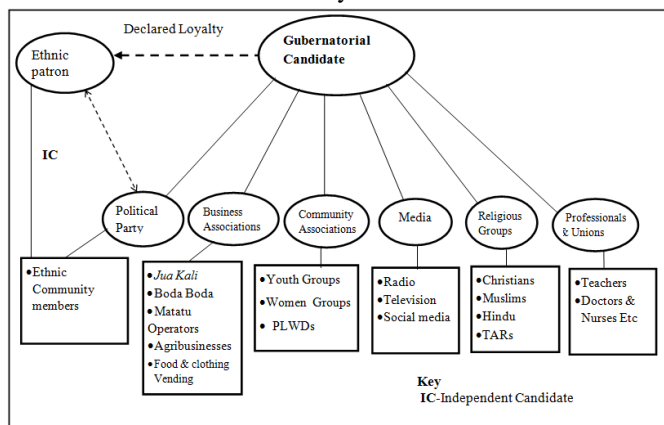 Declared Loyalty
Ethnic
patron
Gubernatorial
Candidate
IC
Political
Party
Business
Associations
Community
Associations
Media
Religious
Groups
Professionals
& Unions
•Ethnic
Community
members
•Jua Kali
•Boda Boda
•Matatu
Operators
•Agribusinesses
•Food & clothing
Vending
•Youth Groups
•Women Groups
• PLWDs
•Radio
•Television
•Social media
•Christians
•Muslims
•Hindu
•TARs
•Teachers
•Doctors &
Nurses Etc
Key
IC-Independent Candidate